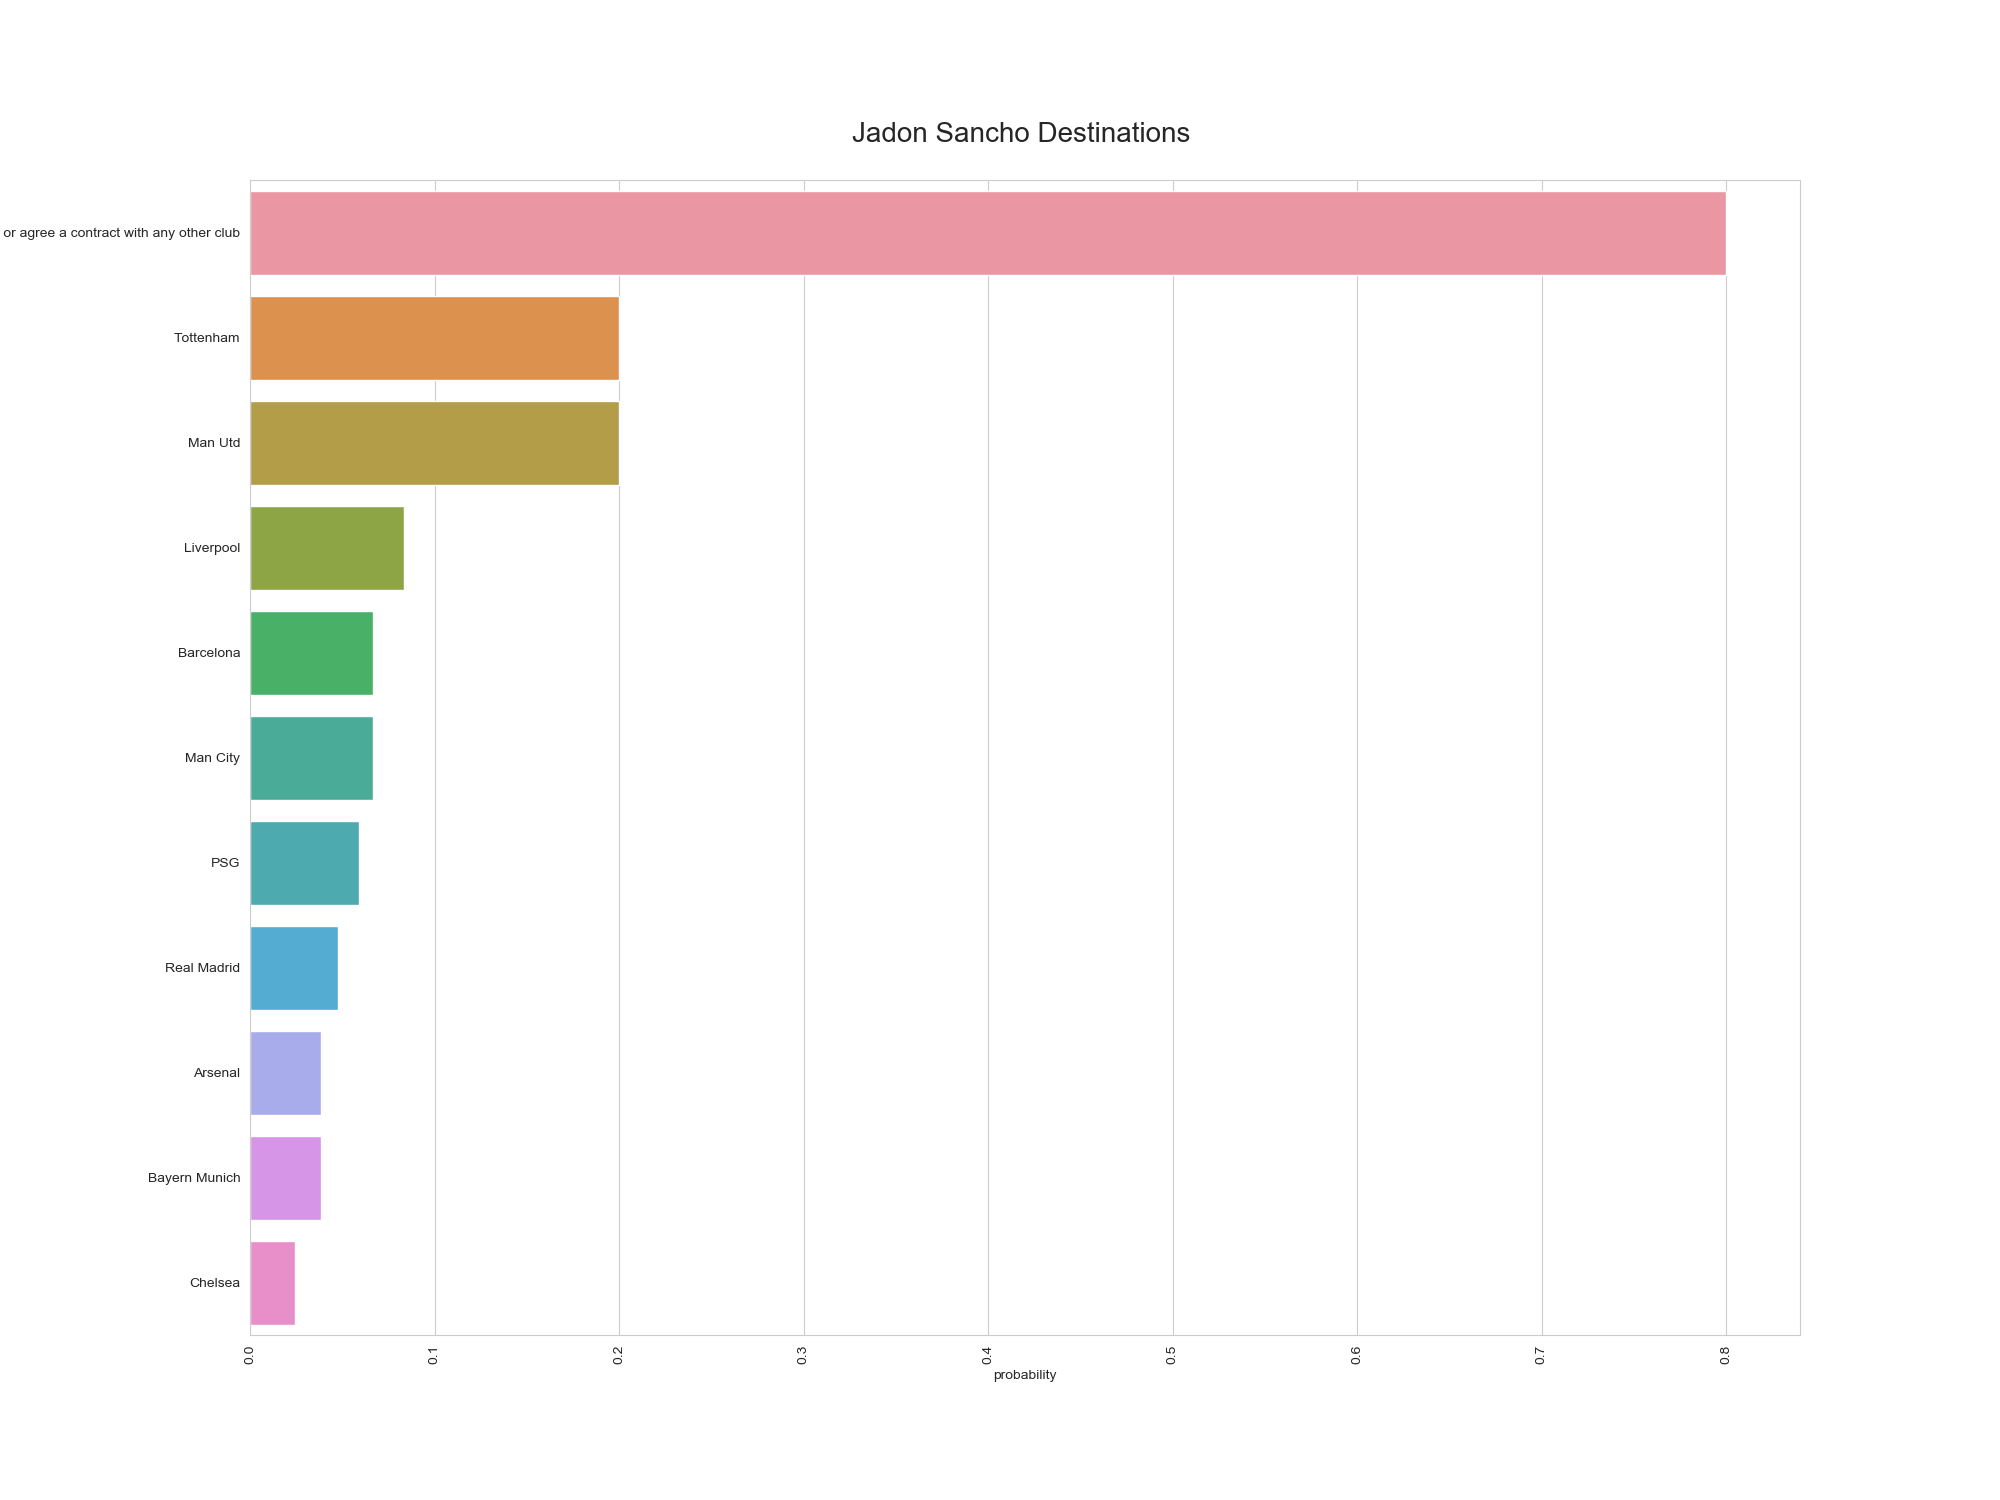 Jadon Sancho Destinations
or agree a contract with any other club
Tottenham
Man Utd
Liverpool
Barcelona
Man City
PSG
Real Madrid
Arsenal
Bayern Munich
Chelsea
0.0 0.1 0.2 0.3 0.4 0.5 0.6 0.7 0.8
probability